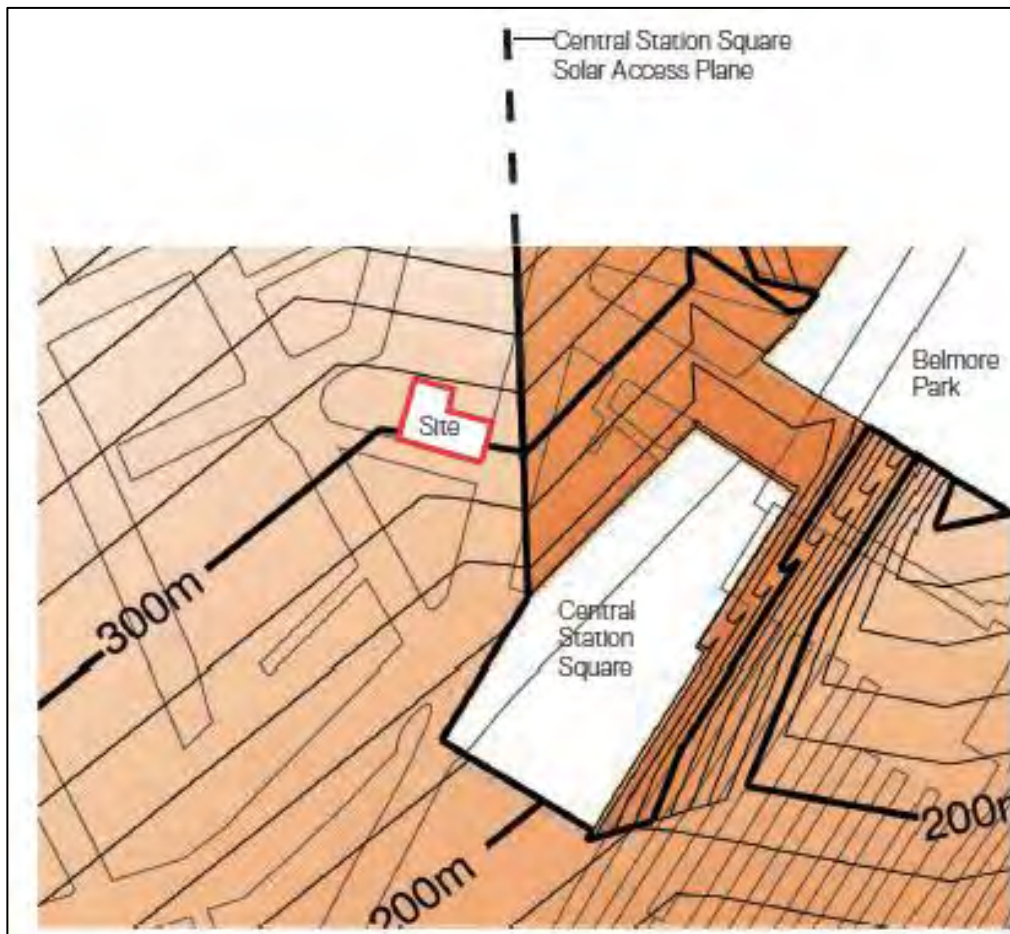 Central Station Square
Solar Access Plane
Belmore
Park
Site
300m
Central
Station
Square
200m
200m